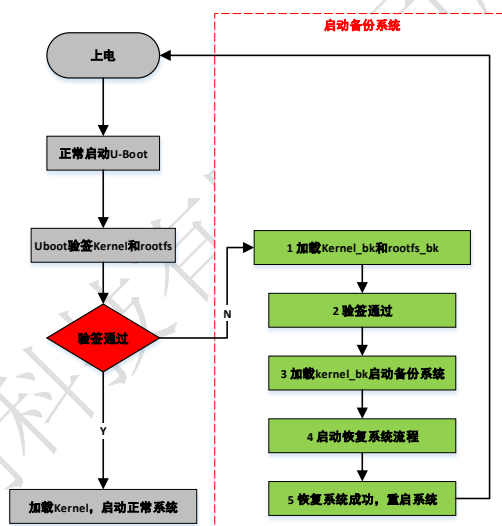 启动备份系统
上电
正常启动U-Boot
Uboot验签Kernel和rootfs
验签通过
N
Y
加载Kernel，启动正常系统
1 加载Kernel_bk和rootfs_bk
2 验签通过
3 加载kernel_bk启动备份系统
4 启动恢复系统流程
5 恢复系统成功，重启系统
科技有